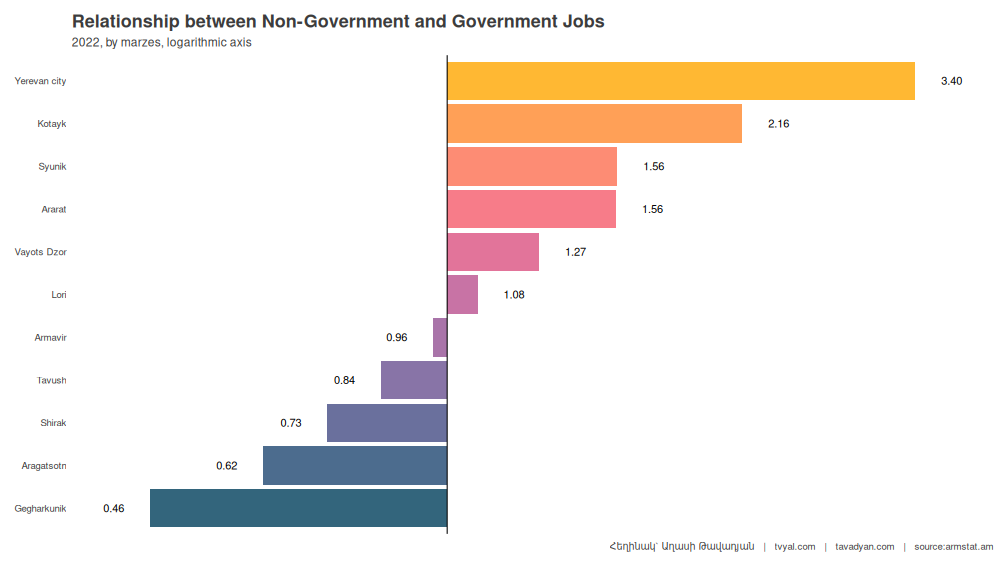 Relationship between Non-Government and Government Jobs
2022, by marzes, logarithmic axis
Yerevan city 3.40
Kotayk 2.16
Syunik 1.56
Ararat 1.56
Vayots Dzor 1.27
Lori 1.08
Armavir 0.96
Tavush 0.84
Shirak 0.73
Aragatsotn 0.62
Gegharkunik 0.46
Հեղինակ՝ Աղասի Թավադյան | tvyal.com | tavadyan.com | source:armstat.am